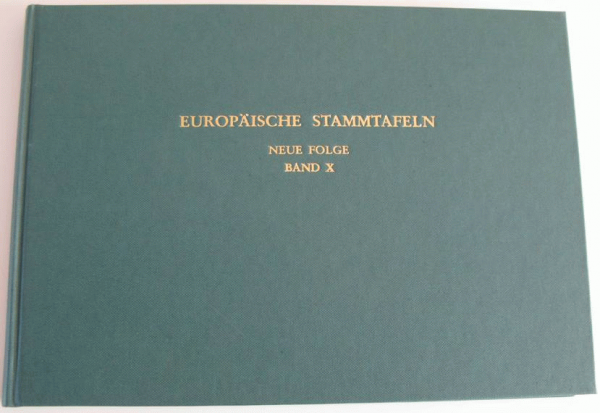 EUROPÄISCHE STAMMTAFELN
NEUE FOLGE
BAND X